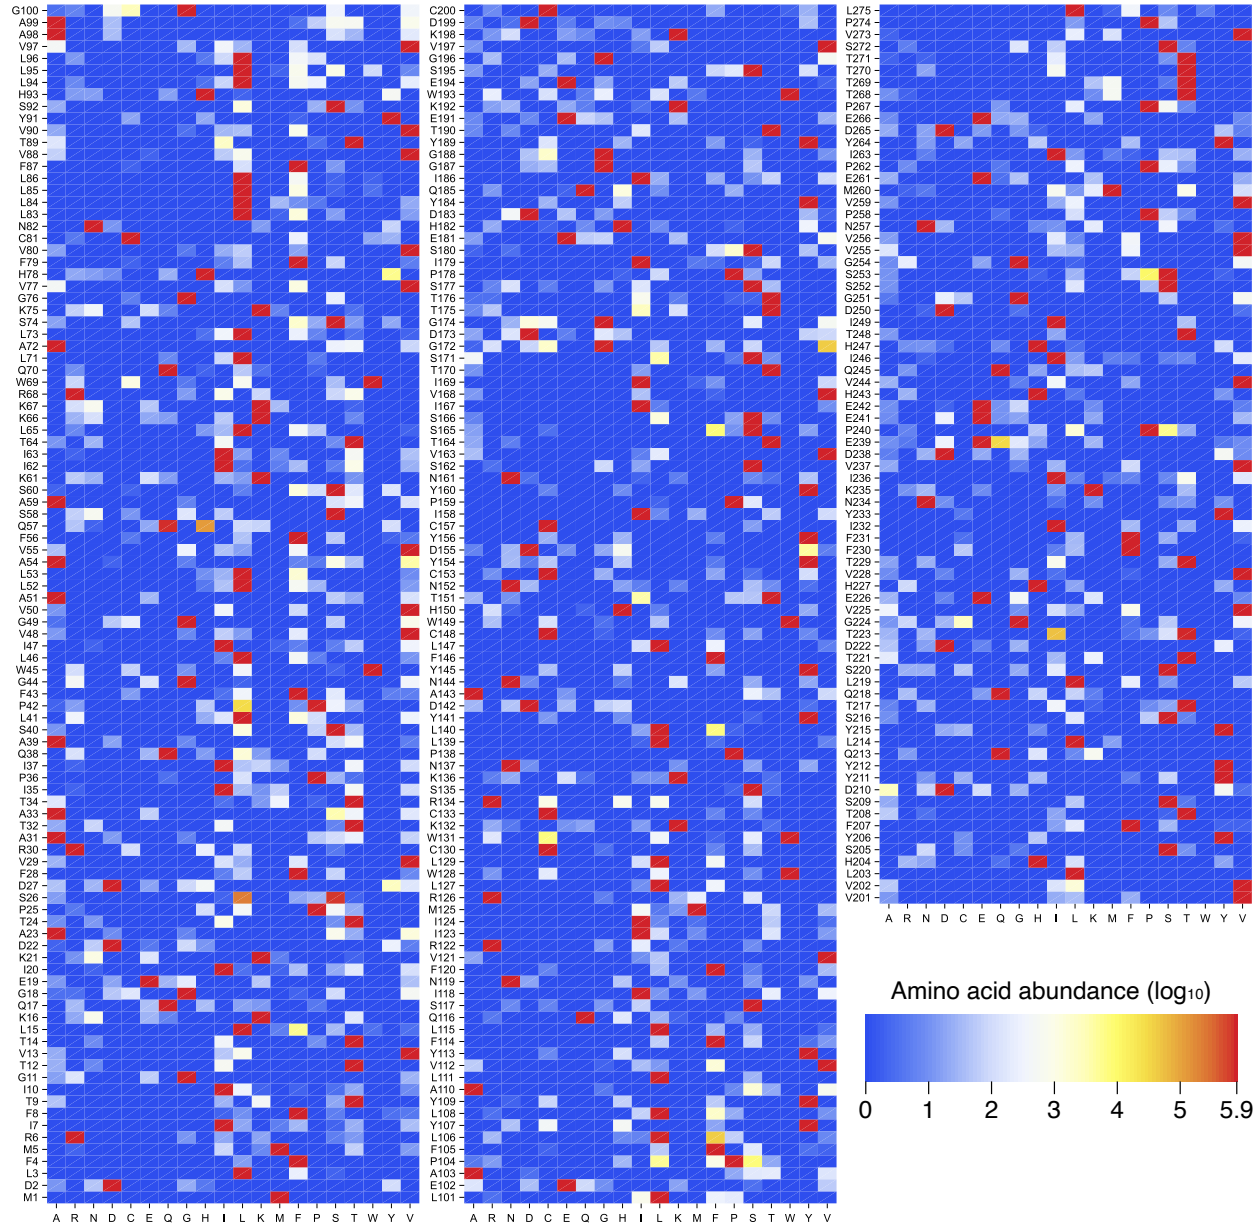 G100
A99
A98
V97
L96
L95
L94
H93
S92
Y91
V90
T89
V88
F87
L86
L85
L84
L83
N82
C81
V80
F79
H78
V77
G76
K75
S74
L73
A72
L71
Q70
W69
R68
K67
K66
L65
T64
I63
I62
K61
S60
A59
S58
Q57
F56
V55
A54
L53
L52
A51
V50
G49
V48
I47
L46
W45
G44
F43
P42
L41
S40
A39
Q38
I37
P36
I35
T34
A33
T32
A31
R30
V29
F28
D27
S26
P25
T24
A23
D22
K21
I20
E19
G18
Q17
K16
L15
T14
V13
T12
G11
I10
T9
F8
I7
R6
M5
F4
L3
D2
M1
A R N D C E Q G H I L K M F P S T W Y V
C200
D199
K198
V197
G196
S195
E194
W193
K192
E191
T190
Y189
G188
G187
I186
Q185
Y184
D183
H182
E181
S180
I179
P178
S177
T176
T175
G174
D173
G172
S171
T170
I169
V168
I167
S166
S165
T164
V163
S162
N161
Y160
P159
I158
C157
Y156
D155
Y154
C153
N152
T151
H150
W149
C148
L147
F146
Y145
N144
A143
D142
Y141
L140
L139
P138
N137
K136
S135
R134
C133
K132
W131
C130
L129
W128
L127
R126
M125
I124
I123
R122
V121
F120
N119
I118
S117
Q116
L115
F114
Y113
V112
L111
A110
Y109
L108
Y107
L106
F105
P104
A103
E102
L101
A R N D C E Q G H I L K M F P S T W Y V
L275
P274
V273
S272
T271
T270
T269
T268
P267
E266
D265
Y264
I263
P262
E261
M260
V259
P258
N257
V256
V255
G254
S253
S252
G251
D250
I249
T248
H247
I246
Q245
V244
H243
E242
E241
P240
E239
D238
V237
I236
K235
N234
Y233
I232
F231
F230
T229
V228
H227
E226
V225
G224
T223
D222
T221
S220
L219
Q218
T217
S216
Y215
L214
Q213
Y212
Y211
D210
S209
T208
F207
Y206
S205
H204
L203
V202
V201
A R N D C E Q G H I L K M F P S T W Y V
Amino acid abundance (log10)
0 1 2 3 4 5 5.9